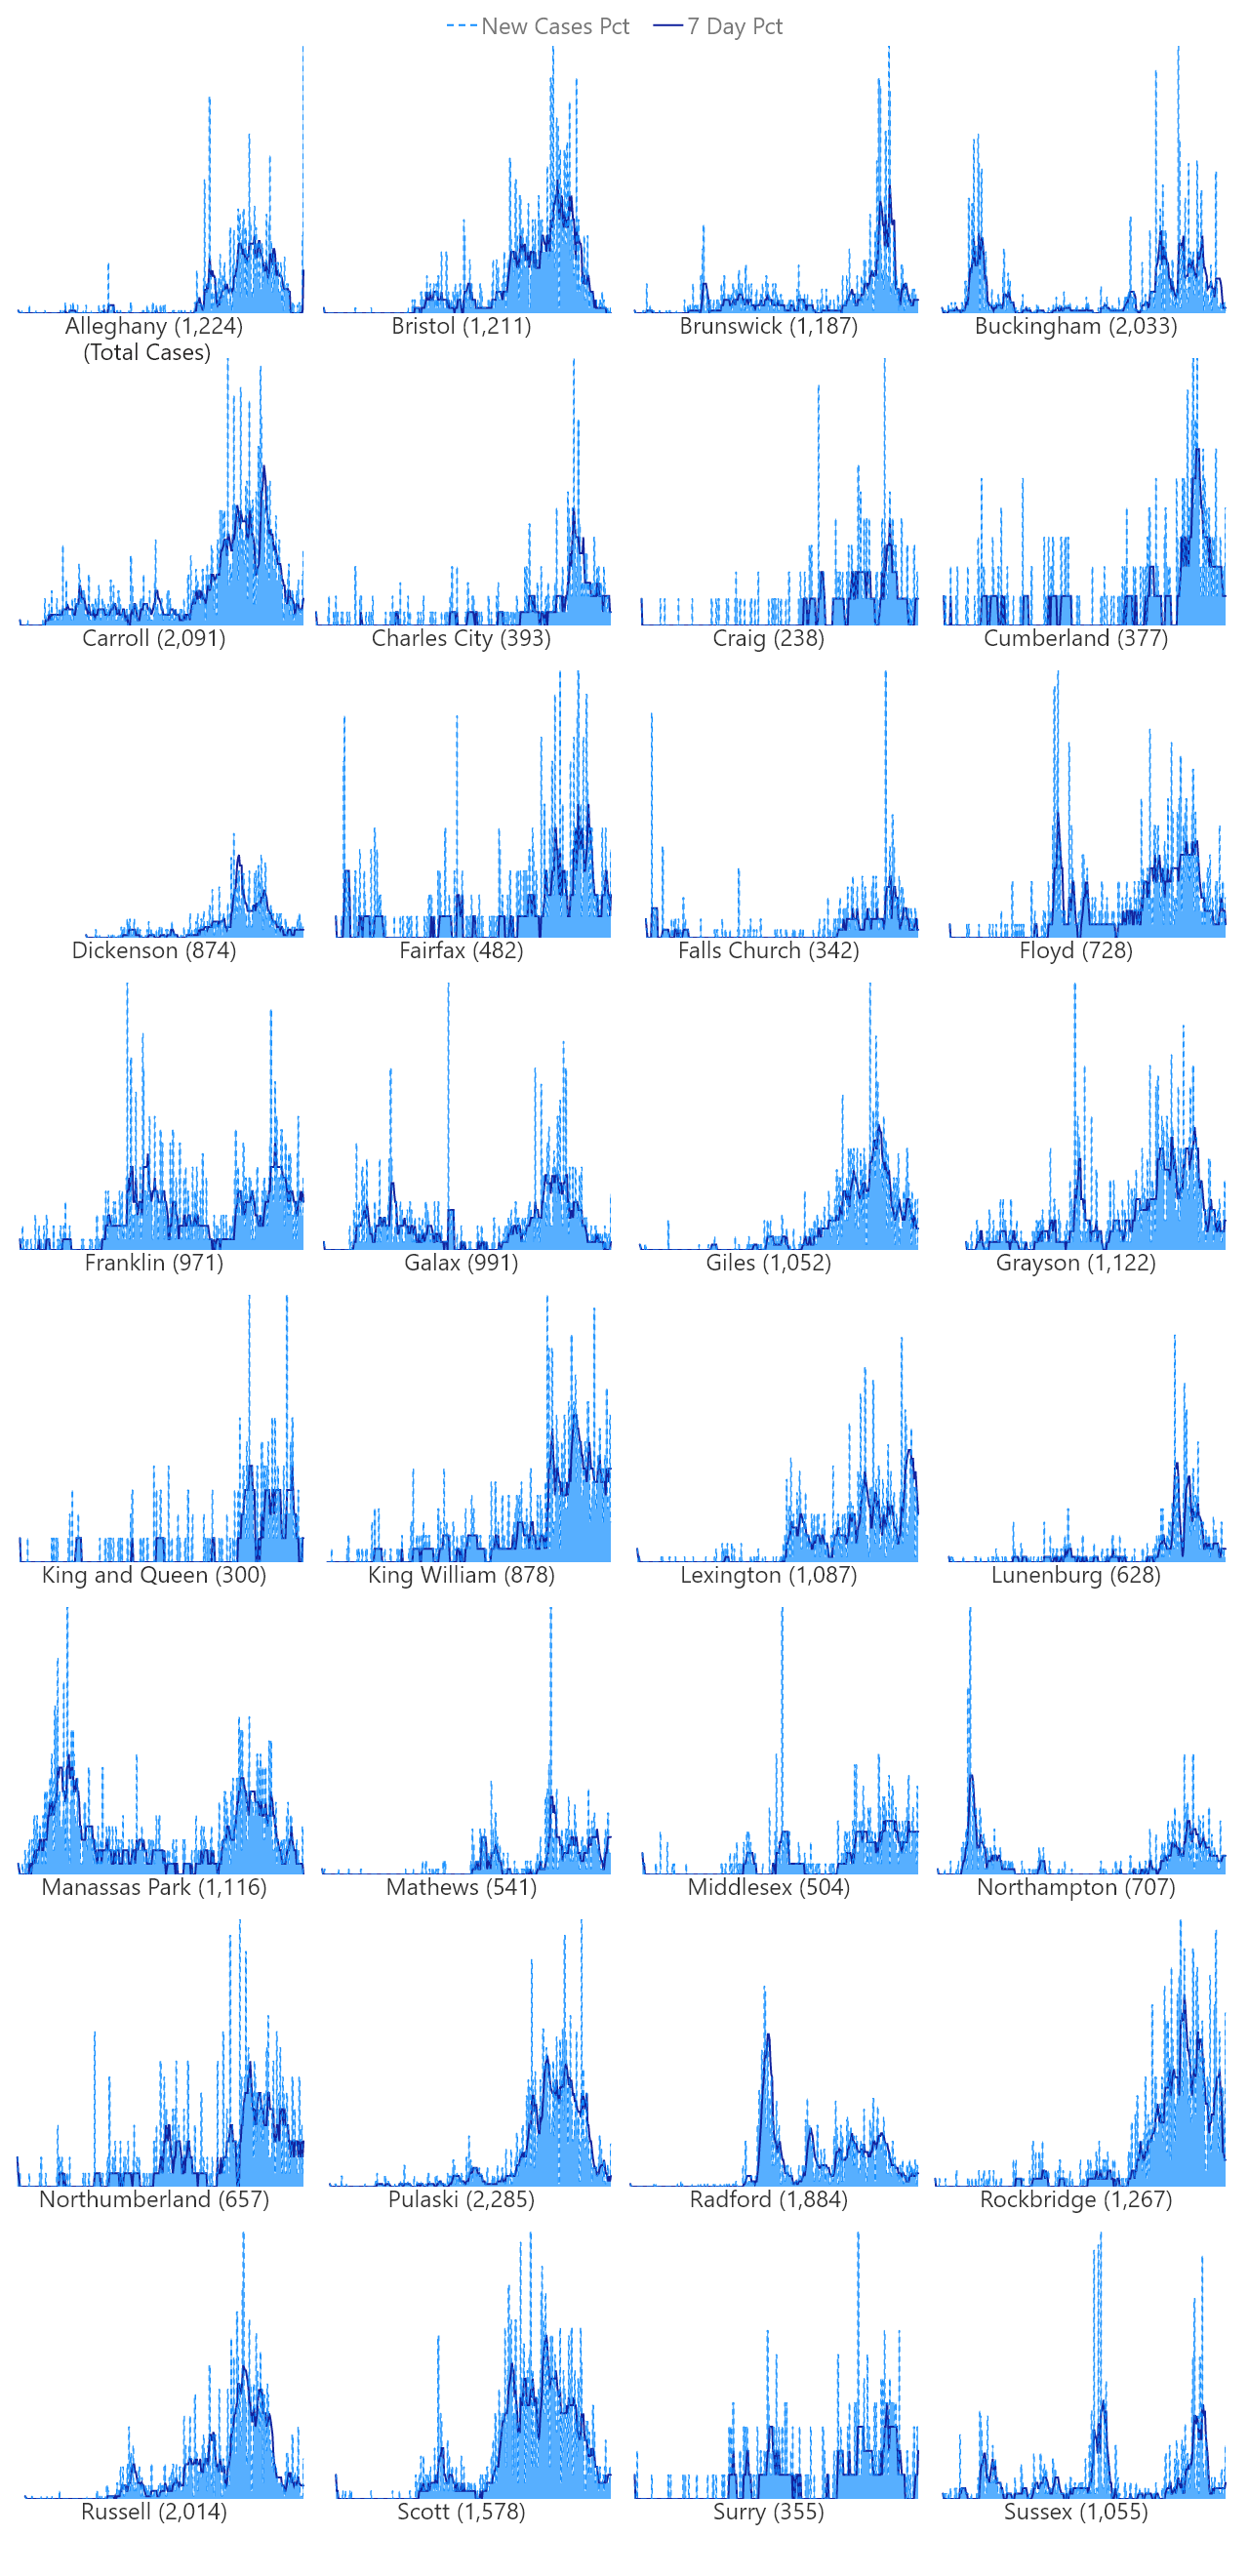 New Cases Pct 7 Day Pct
Alleghany (1,224) Bristol (1,211) Brunswick (1,187) Buckingham (2,033)
(Total Cases)
Carroll (2,091) Charles City (393) Craig (238) Cumberland (377)
Dickenson (874) Fairfax (482) Falls Church (342) Floyd (728)
Franklin (971) Galax (991) Giles (1,052) Grayson (1,122)
King and Queen (300) King William (878) Lexington (1,087) Lunenburg (628)
Manassas Park (1,116) Mathews (541) Middlesex (504) Northampton (707)
Northumberland (657) Pulaski (2,285) Radford (1,884) Rockbridge (1,267)
Russell (2,014) Scott (1,578) Surry (355) Sussex (1,055)